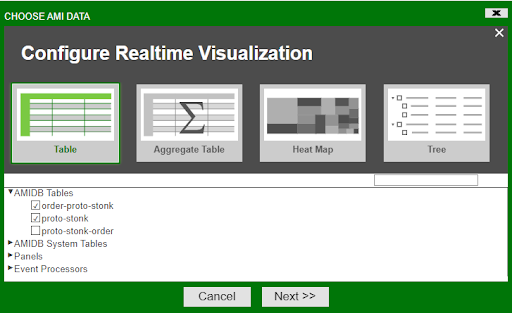 CHOOSE AMI DATA
Configure Realtime Visualization
Table
Aggregate Table
Heat Map
Tree
AMIDB Tables
order-proto-stonk
proto-stonk
proto-stonk-order
AMIDB System Tables
Panels
Event Processors
Cancel
Next >>